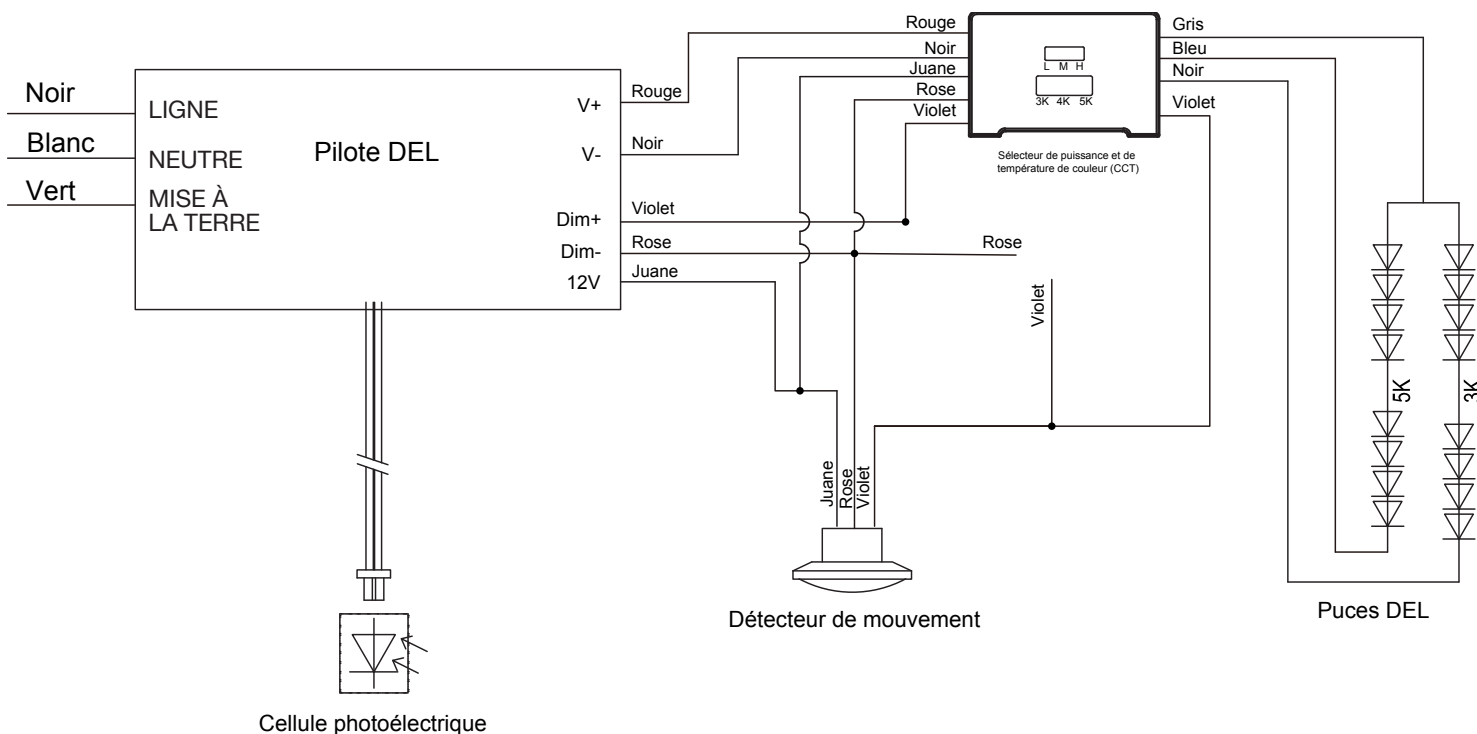 Noir
Blanc
Vert
LIGNE
NEUTRE
MISE À
LA TERRE
Pilote DEL
V+
V-
Dim+
Dim-
12V
Rouge
Noir
Violet
Rose
Juane
Rouge
Noir
Juane
Rose
Violet
L M H
3K 4K 5K
Sélecteur de puissance et de
température de couleur (CCT)
Gris
Bleu
Noir
Violet
Rose
Violet
Juane
Rose
Violet
5K
3K
Détecteur de mouvement
Puces DEL
Cellule photoélectrique